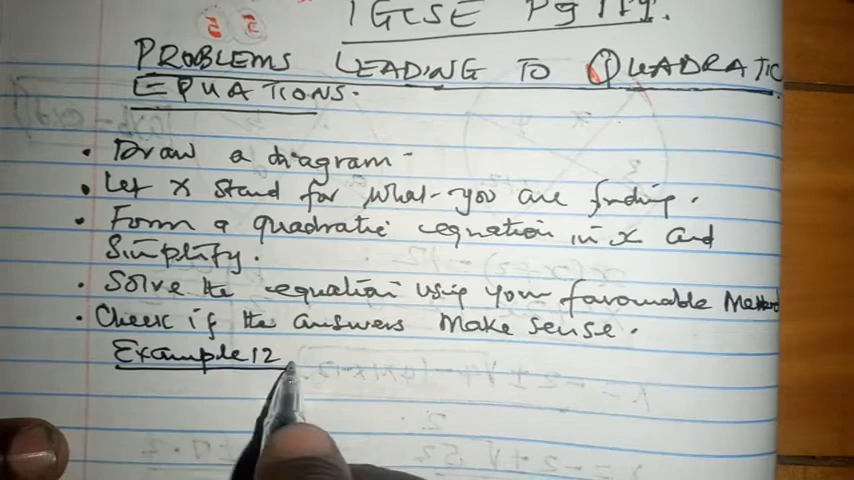 IGCSE Pg
PROBLEMS LEADING TO QUADRATIC
EQUATIONS.
• Draw a diagram -
• Let x stand for what you are finding.
• Form a quadratic equation in x and
Simplify.
• Solve the equation using your favourable Method
• Check if the answers Make sense.
Example 12